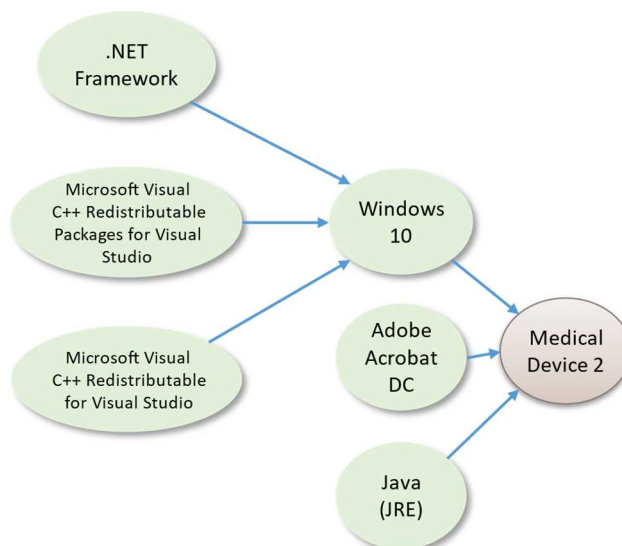 .NET
Framework
Microsoft Visual
C++ Redistributable
Packages for Visual
Studio
Microsoft Visual
C++ Redistributable
for Visual Studio
Windows
10
Adobe
Acrobat
DC
Java
(JRE)
Medical
Device 2